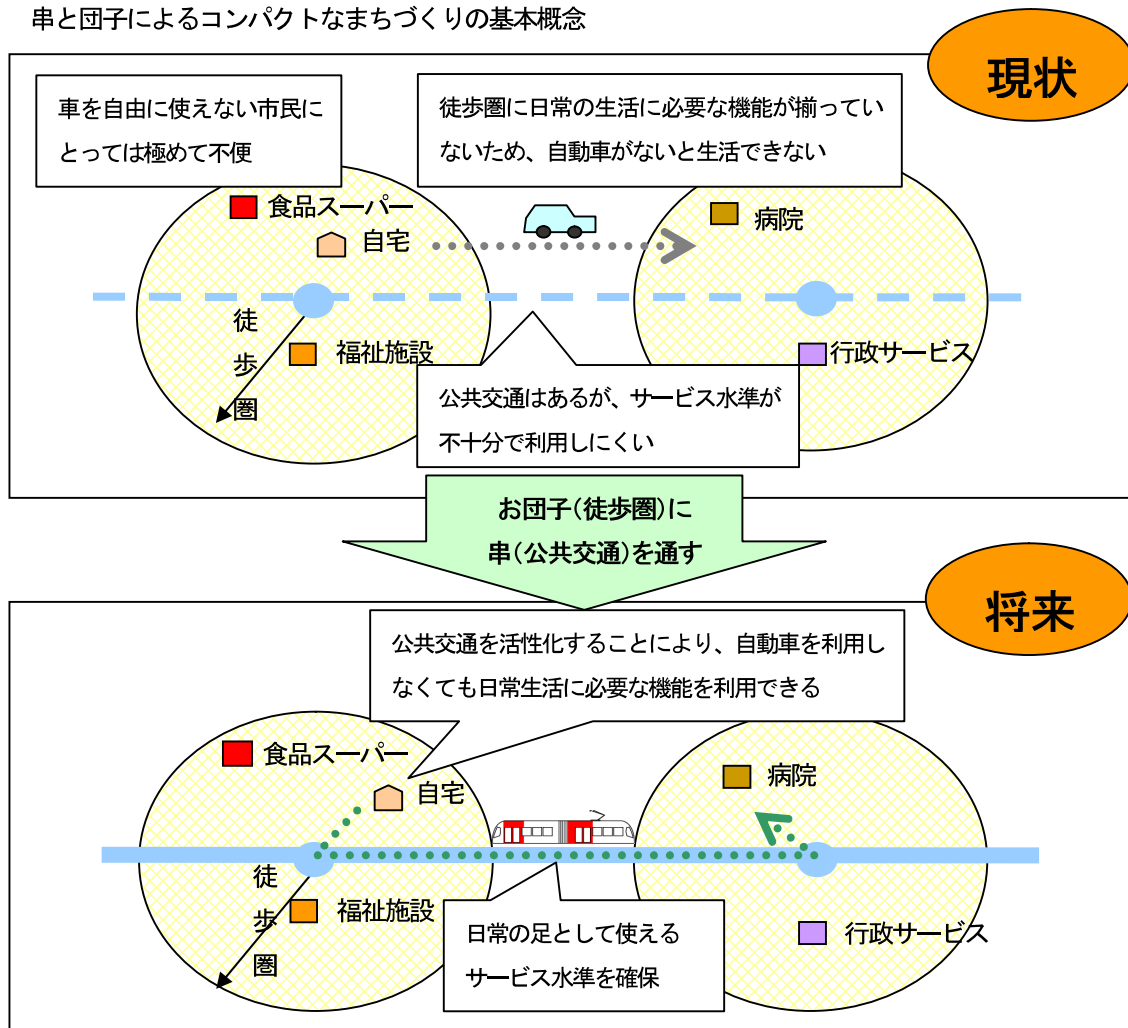 串と団子によるコンパクトなまちづくりの基本概念
現状
車を自由に使えない市民に
とっては極めて不便
徒歩圏に日常の生活に必要な機能が揃ってい
ないため、自動車がないと生活できない
食品スーパー
自宅
病院
徒歩圏
福祉施設
行政サービス
公共交通はあるが、サービス水準が
不十分で利用しにくい
お団子(徒歩圏)に
串(公共交通)を通す
将来
公共交通を活性化することにより、自動車を利用し
なくても日常生活に必要な機能を利用できる
食品スーパー
自宅
病院
徒歩圏
福祉施設
行政サービス
日常の足として使える
サービス水準を確保